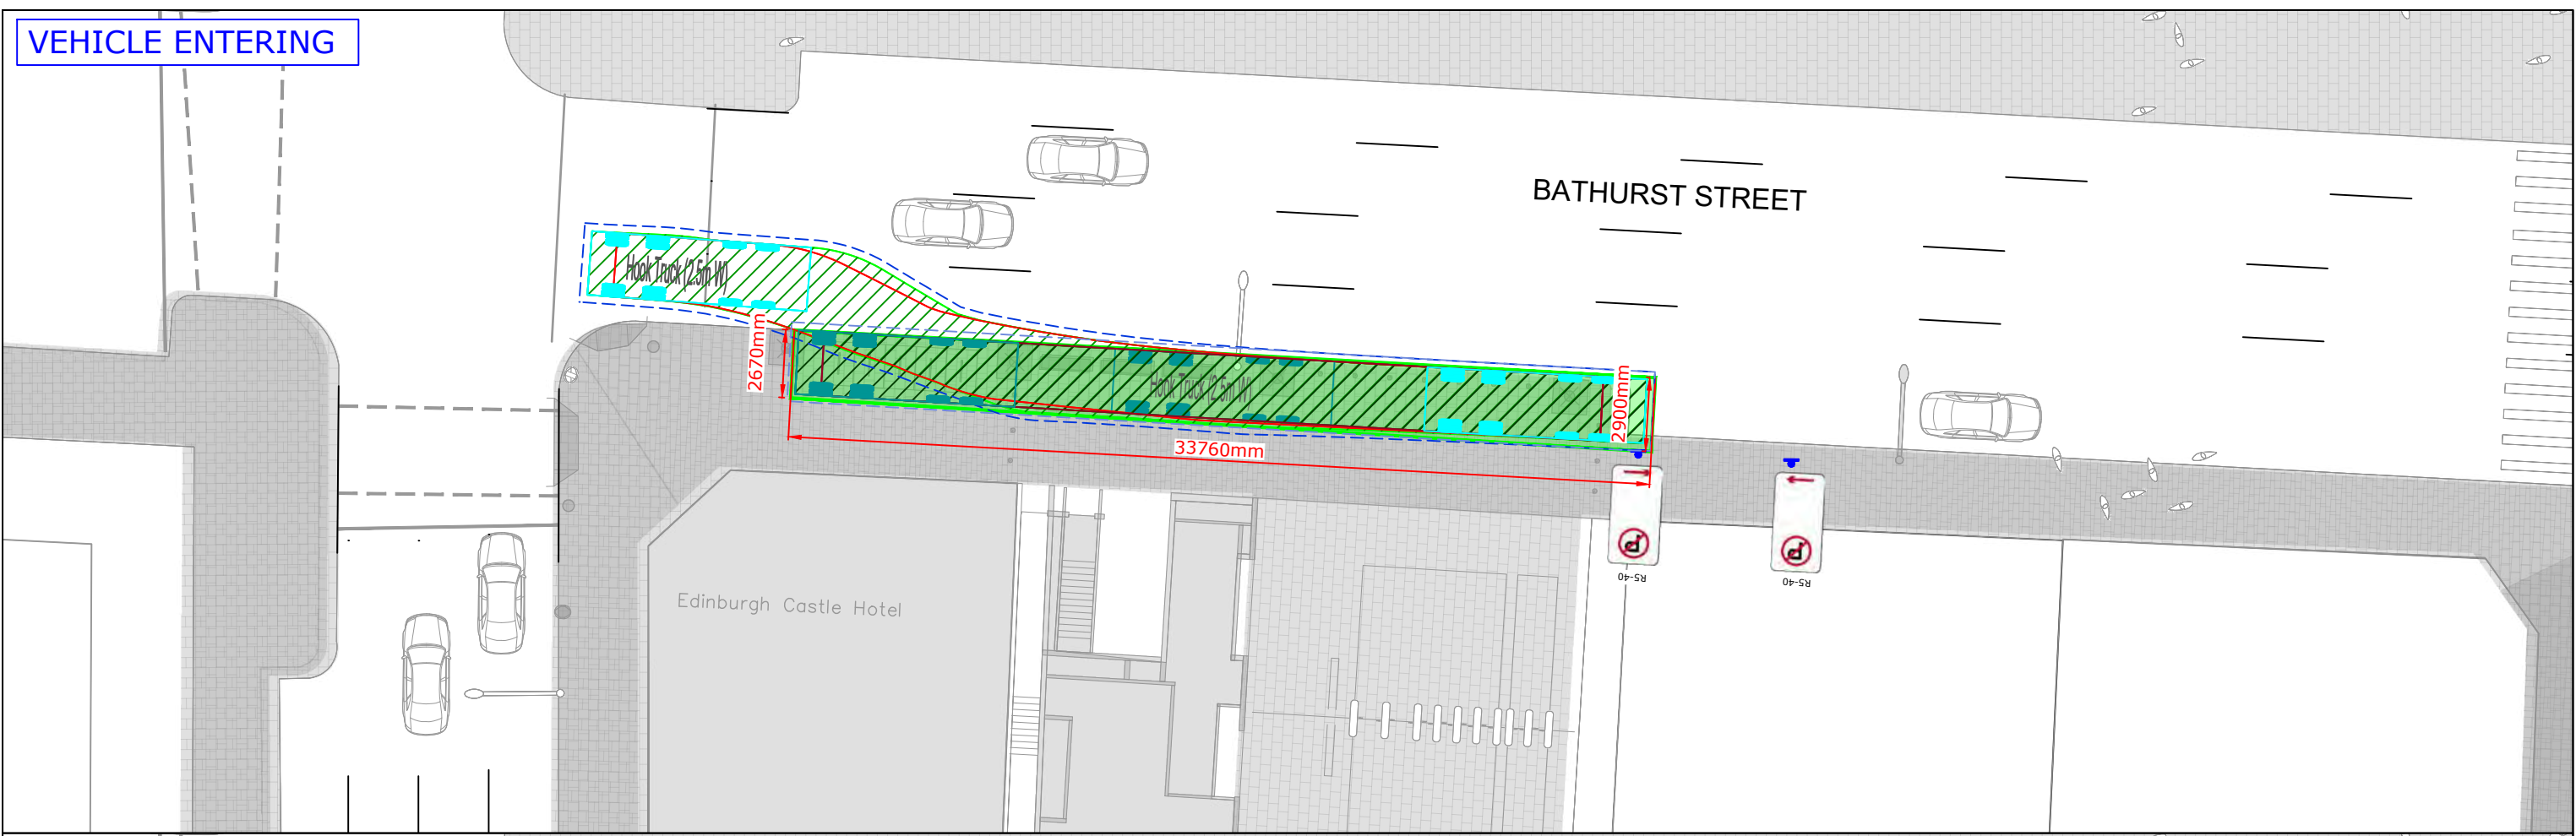 VEHICLE ENTERING
BATHURST STREET
Hook Truck (2.5m W)
2670mm
Hook Truck (2.5m W)
2900mm
33760mm
P
P
R5-40
R5-40
Edinburgh Castle Hotel